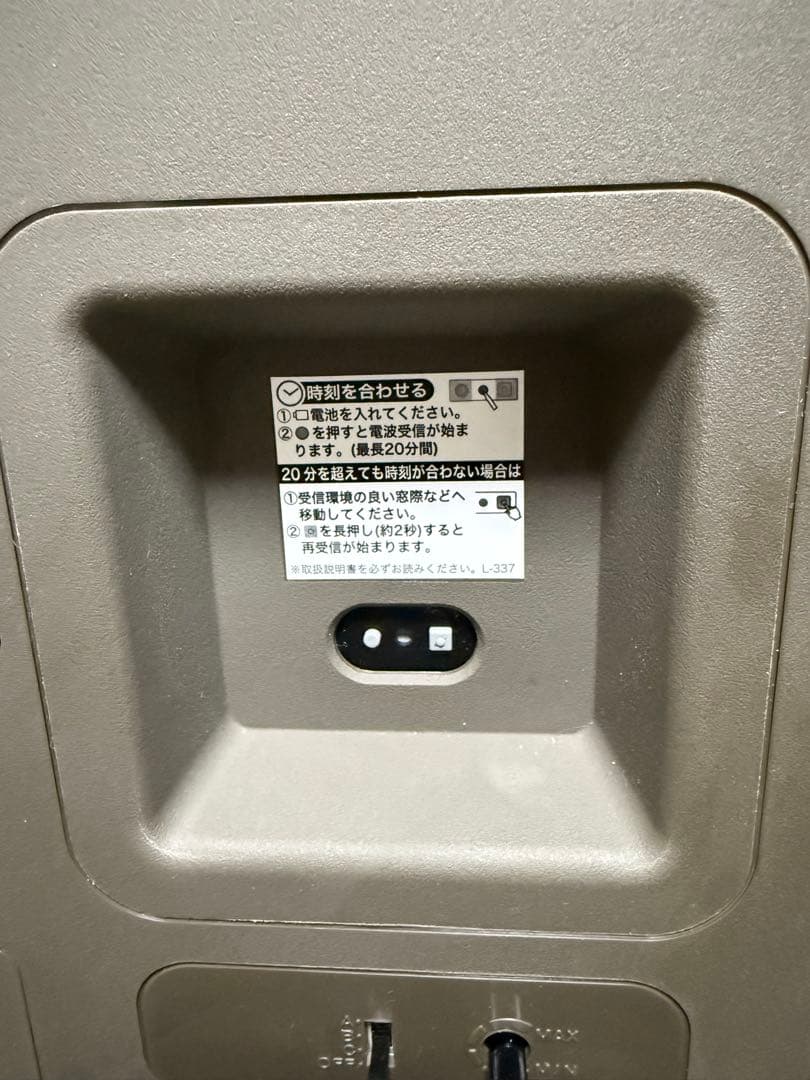 時刻を合わせる
①電池を入れてください。
②●を押すと電波受信が始ま
ります。(最長20分間)
20分を超えても時刻が合わない場合は
①受信環境の良い窓際などへ
移動してください。
②を長押し(約2秒)すると
再受信が始まります。
※取扱説明書を必ずお読みください。L-337
MAX
OFF
MIN